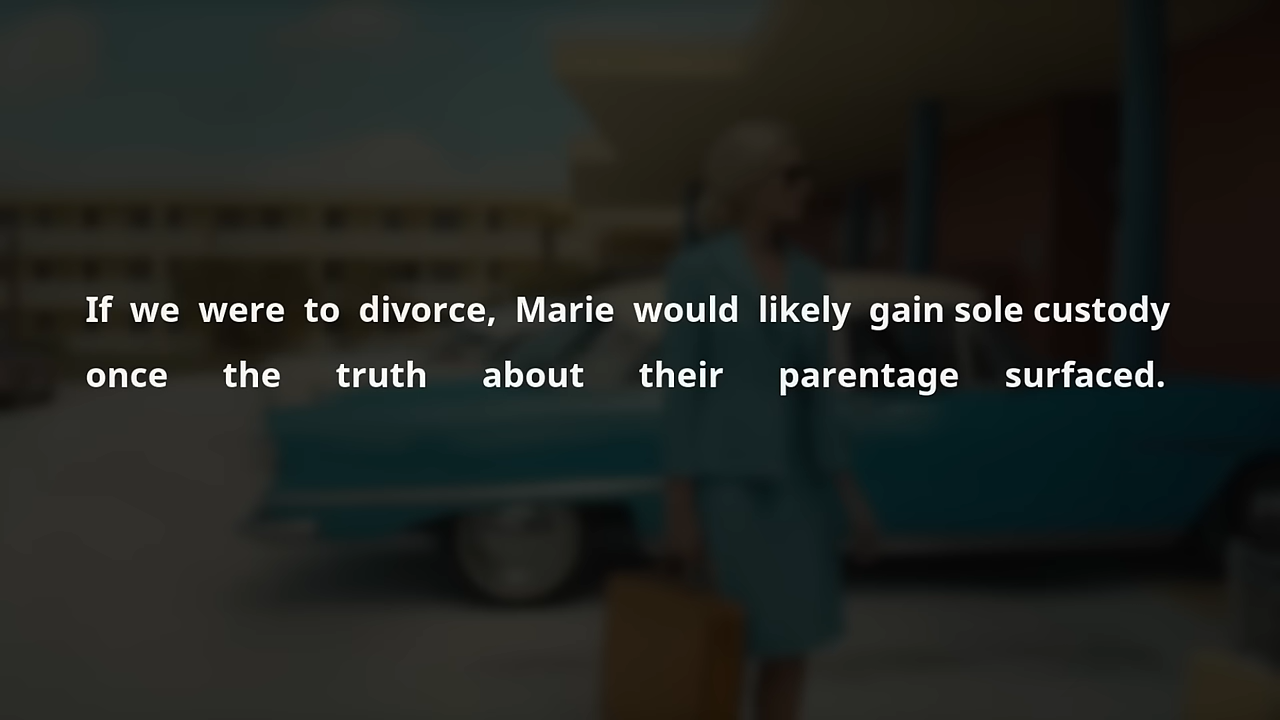 If we were to divorce, Marie would likely gain sole custody
once the truth about their parentage surfaced.